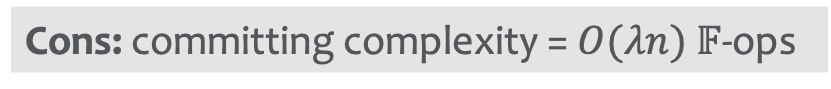 Cons: committing complexity = O(λn) 𝔽-ops